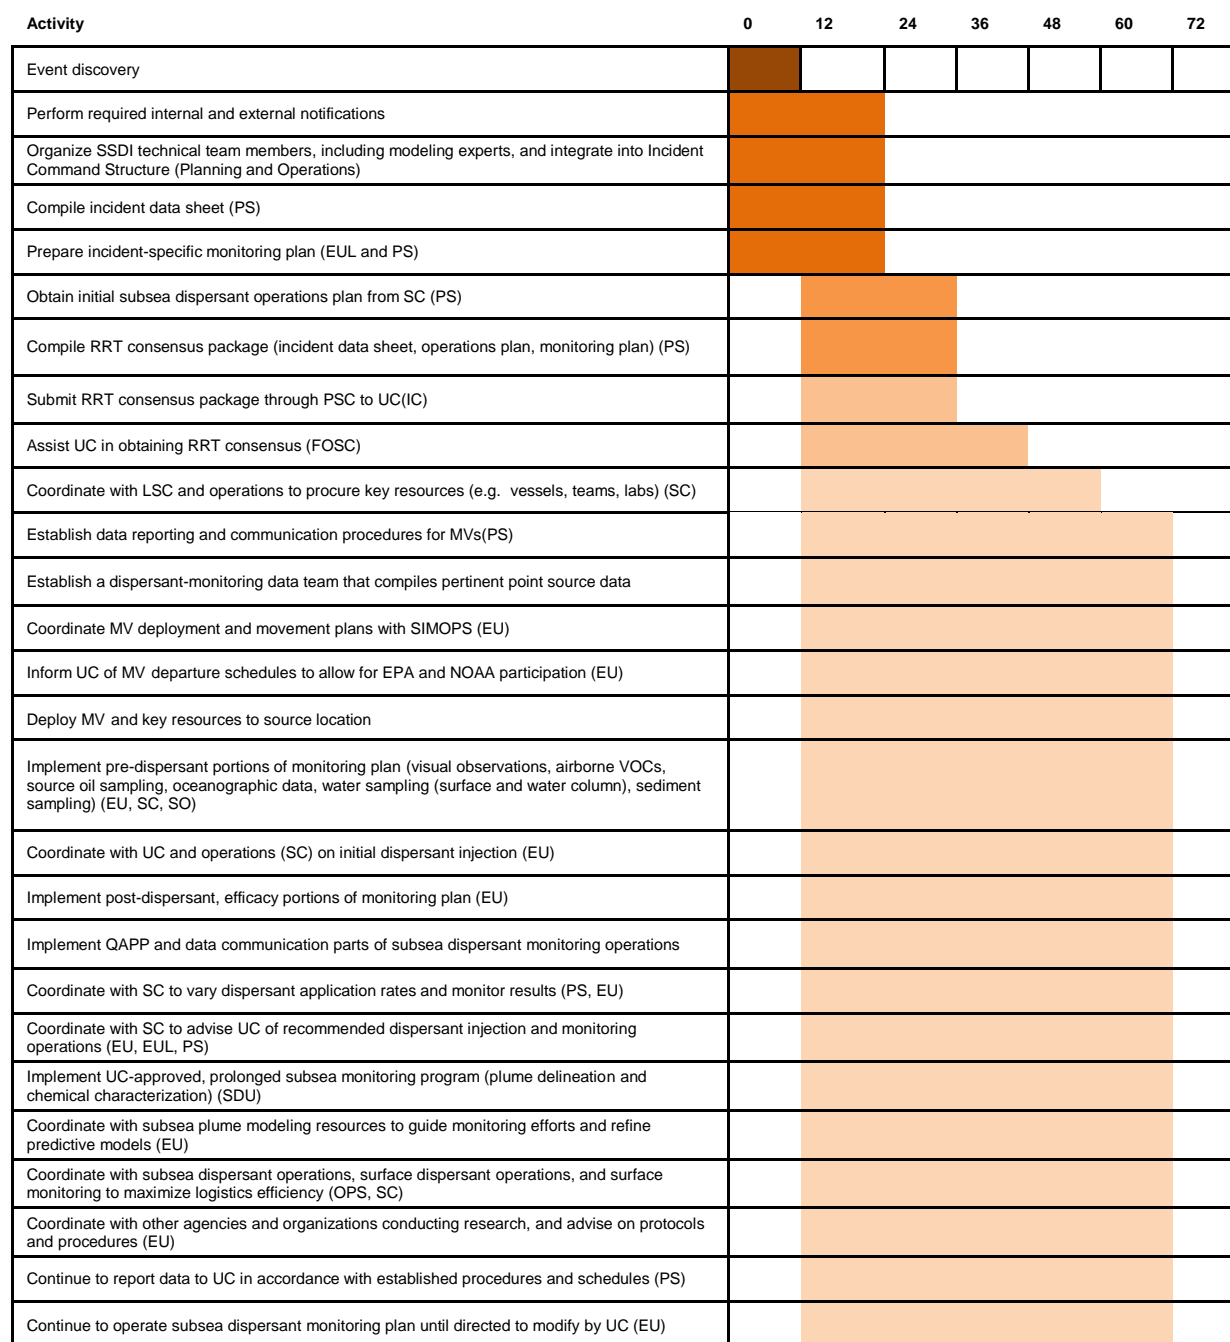 Activity 0 12 24 36 48 60 72
Event discovery
Perform required internal and external notifications
Organize SSDI technical team members, including modeling experts, and integrate into Incident
Command Structure (Planning and Operations)
Compile incident data sheet (PS)
Prepare incident-specific monitoring plan (EUL and PS)
Obtain initial subsea dispersant operations plan from SC (PS)
Compile RRT consensus package (incident data sheet, operations plan, monitoring plan) (PS)
Submit RRT consensus package through PSC to UC(IC)
Assist UC in obtaining RRT consensus (FOSC)
Coordinate with LSC and operations to procure key resources (e.g. vessels, teams, labs) (SC)
Establish data reporting and communication procedures for MVs(PS)
Establish a dispersant-monitoring data team that compiles pertinent point source data
Coordinate MV deployment and movement plans with SIMOPS (EU)
Inform UC of MV departure schedules to allow for EPA and NOAA participation (EU)
Deploy MV and key resources to source location
Implement pre-dispersant portions of monitoring plan (visual observations, airborne VOCs,
source oil sampling, oceanographic data, water sampling (surface and water column), sediment
sampling) (EU, SC, SO)
Coordinate with UC and operations (SC) on initial dispersant injection (EU)
Implement post-dispersant, efficacy portions of monitoring plan (EU)
Implement QAPP and data communication parts of subsea dispersant monitoring operations
Coordinate with SC to vary dispersant application rates and monitor results (PS, EU)
Coordinate with SC to advise UC of recommended dispersant injection and monitoring
operations (EU, EUL, PS)
Implement UC-approved, prolonged subsea monitoring program (plume delineation and
chemical characterization) (SDU)
Coordinate with subsea plume modeling resources to guide monitoring efforts and refine
predictive models (EU)
Coordinate with subsea dispersant operations, surface dispersant operations, and surface
monitoring to maximize logistics efficiency (OPS, SC)
Coordinate with other agencies and organizations conducting research, and advise on protocols
and procedures (EU)
Continue to report data to UC in accordance with established procedures and schedules (PS)
Continue to operate subsea dispersant monitoring plan until directed to modify by UC (EU)